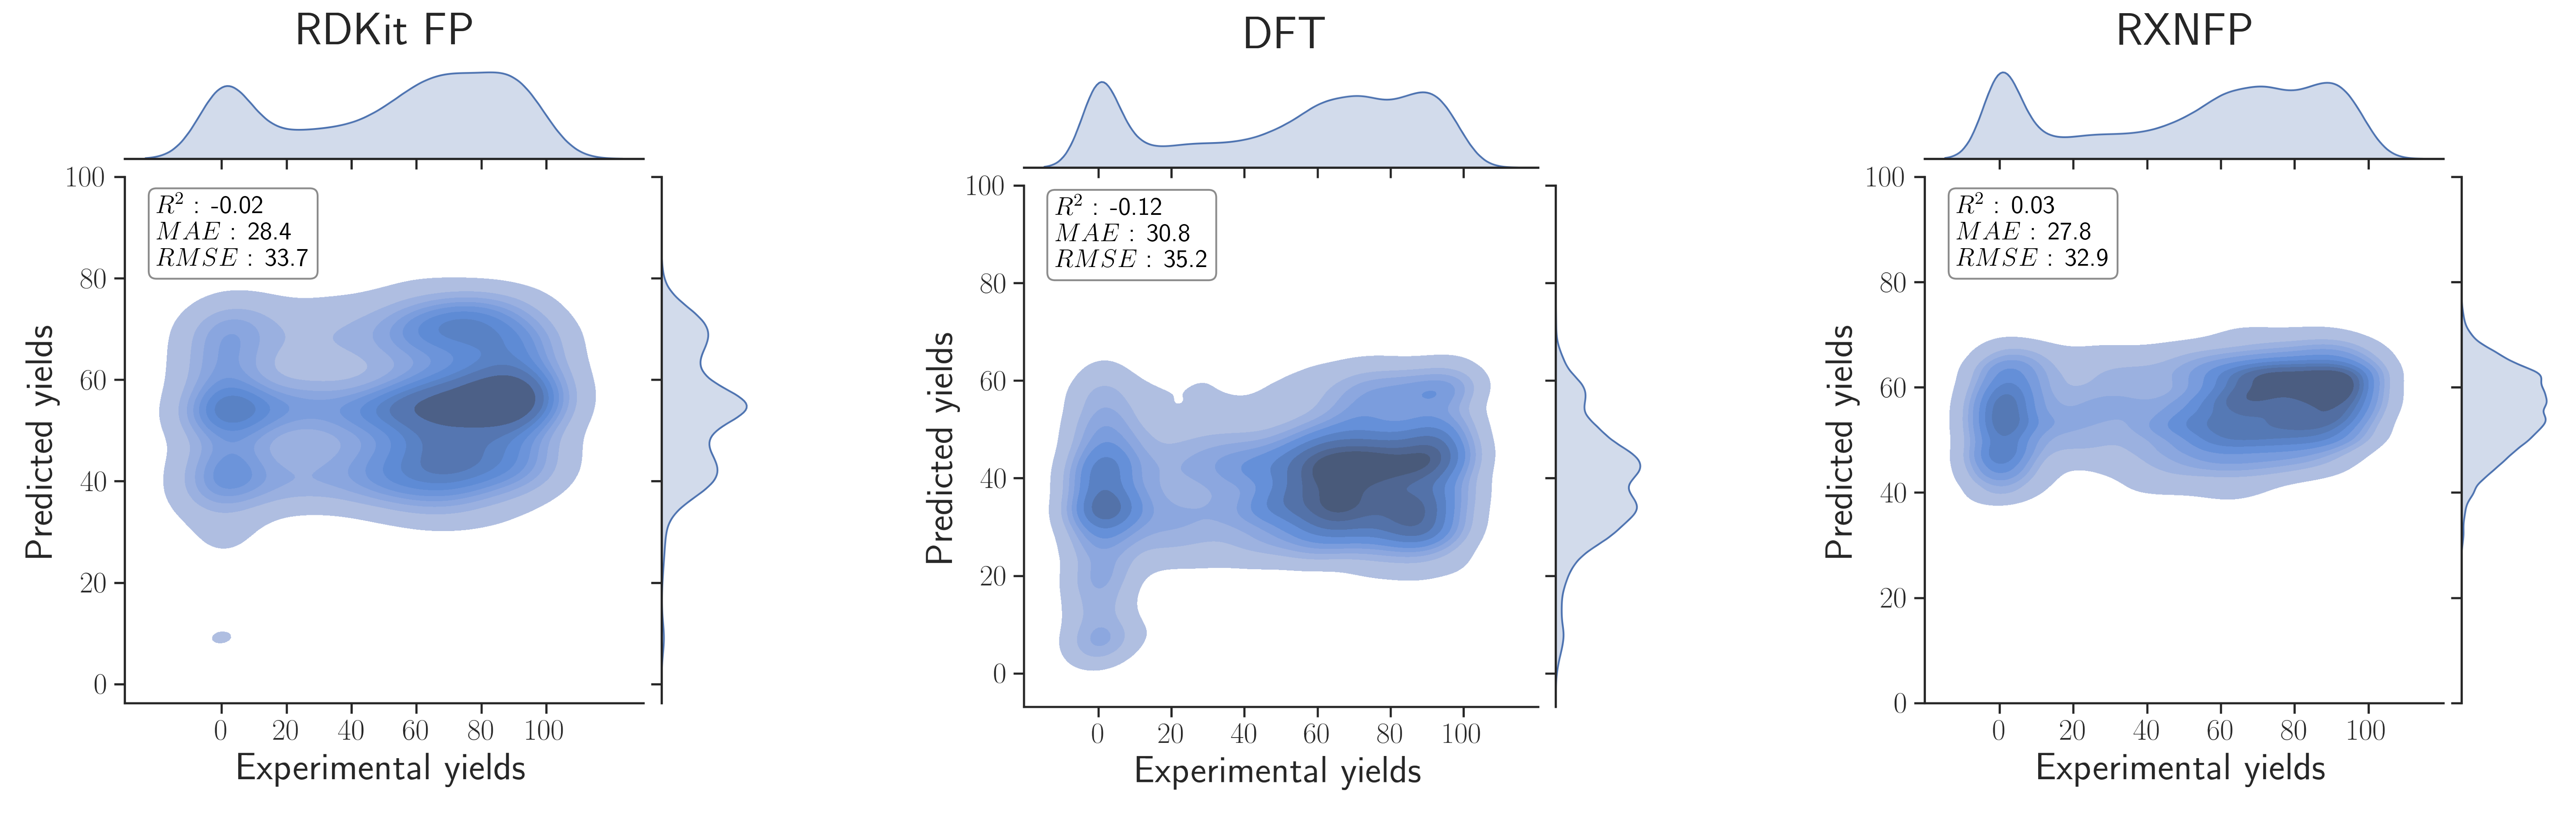 RDKit FP
100
80
60
40
20
0
Predicted yields
R² : -0.02
MAE : 28.4
RMSE : 33.7
0 20 40 60 80 100
Experimental yields
DFT
100
80
60
40
20
0
Predicted yields
R² : -0.12
MAE : 30.8
RMSE : 35.2
0 20 40 60 80 100
Experimental yields
RXNFP
100
80
60
40
20
0
Predicted yields
R² : 0.03
MAE : 27.8
RMSE : 32.9
0 20 40 60 80 100
Experimental yields